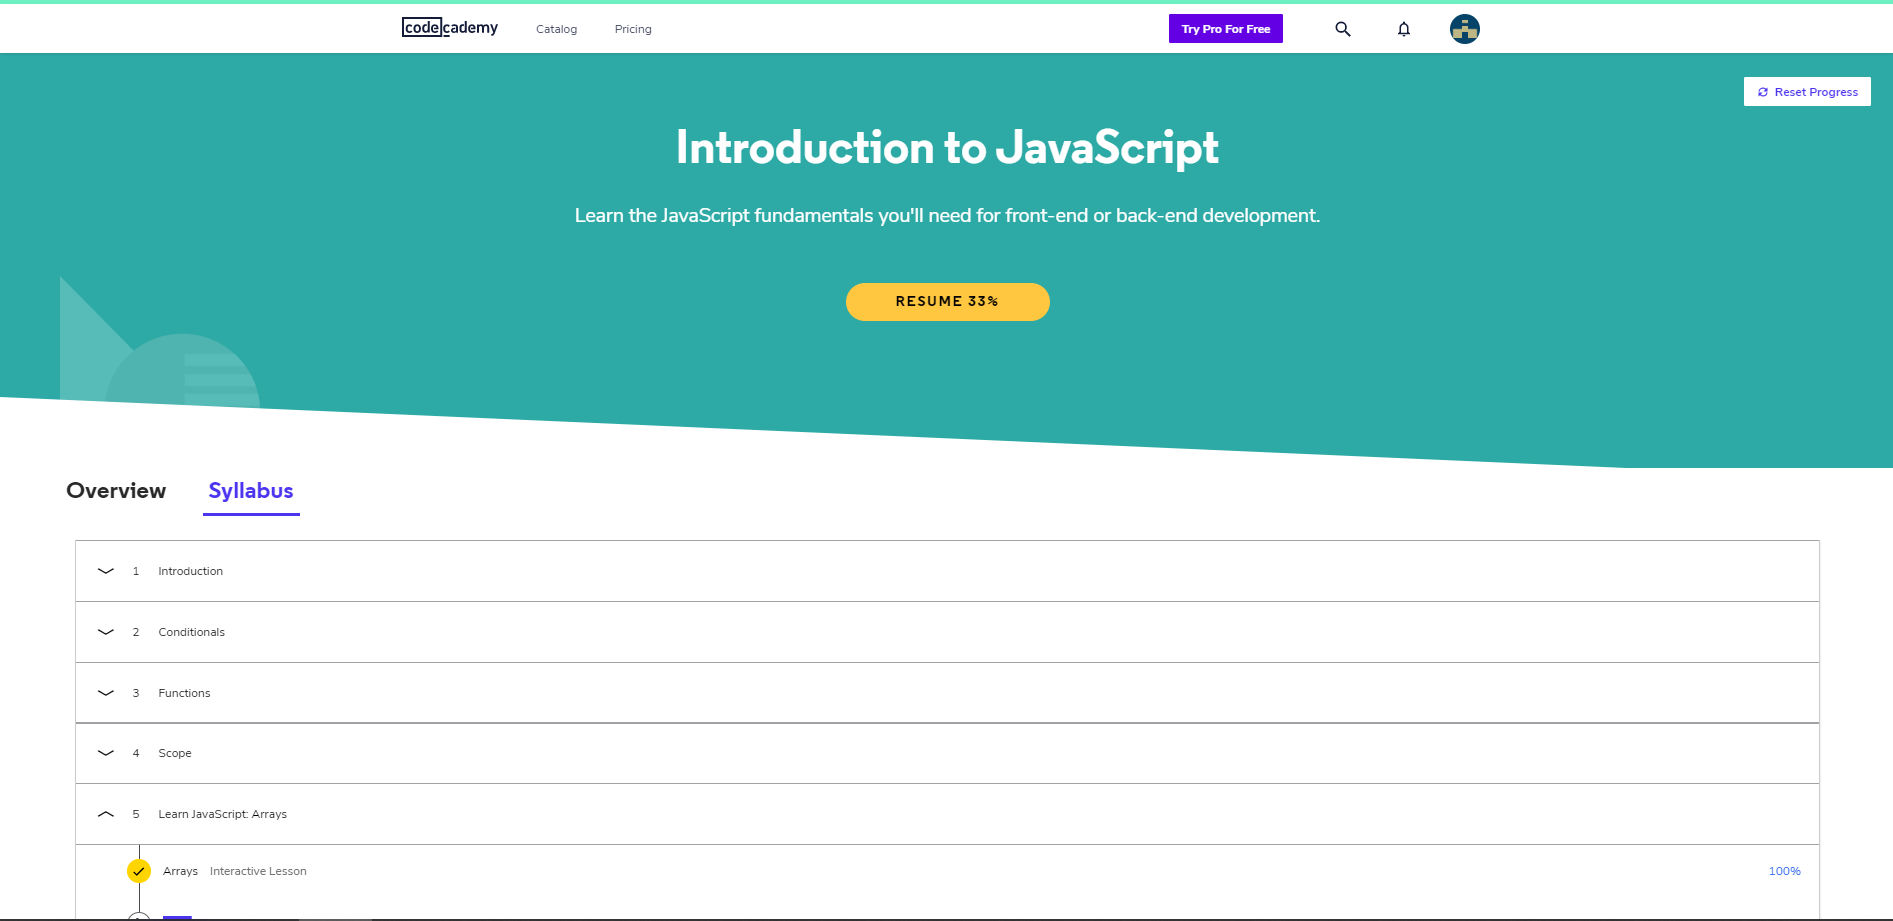 codecademy
Catalog
Pricing
Try Pro For Free
Reset Progress
Introduction to JavaScript
Learn the JavaScript fundamentals you'll need for front-end or back-end development.
RESUME 33%
Overview
Syllabus
1 Introduction
2 Conditionals
3 Functions
4 Scope
5 Learn JavaScript: Arrays
Arrays Interactive Lesson 100%